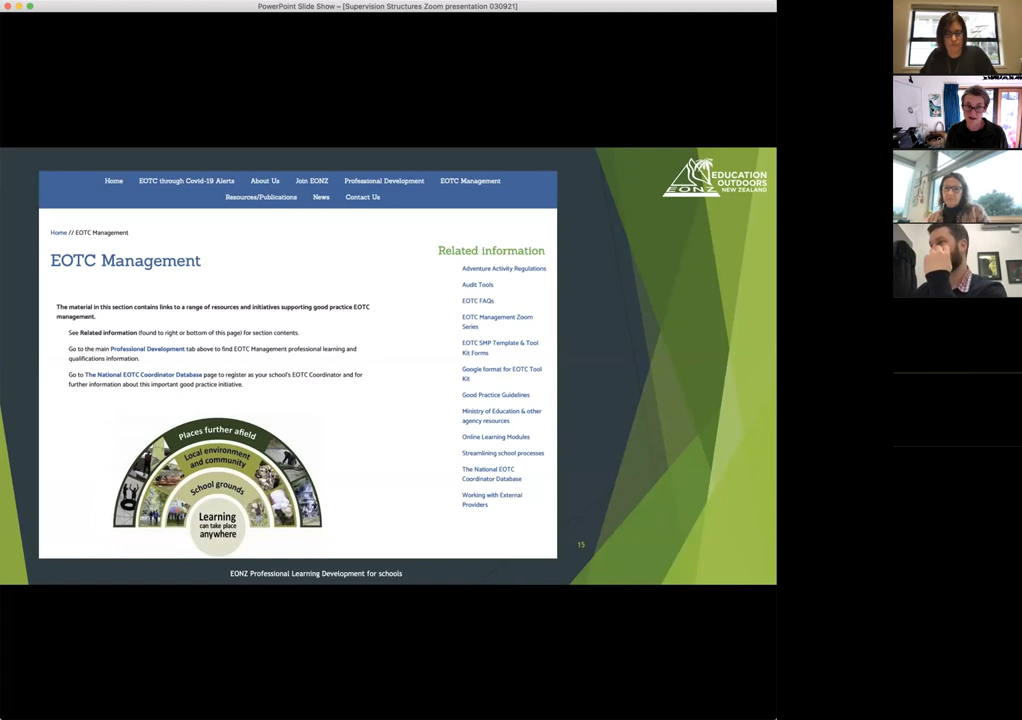 PowerPoint Slide Show – [Supervision Structures Zoom presentation 030921]
EONZ
EDUCATION
OUTDOORS
NEW ZEALAND
Home EOTC through Covid-19 Alerts About Us Join EONZ Professional Development EOTC Management
Resources/Publications News Contact Us
Home // EOTC Management
EOTC Management
The material in this section contains links to a range of resources and initiatives supporting good practice EOTC
management.
See Related information (found to right or bottom of this page) for section contents.
Go to the main Professional Development tab above to find EOTC Management professional learning and
qualifications information.
Go to The National EOTC Coordinator Database page to register as your school's EOTC Coordinator and for
further information about this important good practice initiative.
Places further afield
Local environment
and community
School grounds
Learning
can take place
anywhere
Related information
Adventure Activity Regulations
Audit Tools
EOTC FAQs
EOTC Management Zoom
Series
EOTC SMP Template & Tool
Kit Forms
Google format for EOTC Tool
Kit
Good Practice Guidelines
Ministry of Education & other
agency resources
Online Learning Modules
Streamlining school processes
The National EOTC
Coordinator Database
Working with External
Providers
15
EONZ Professional Learning Development for schools